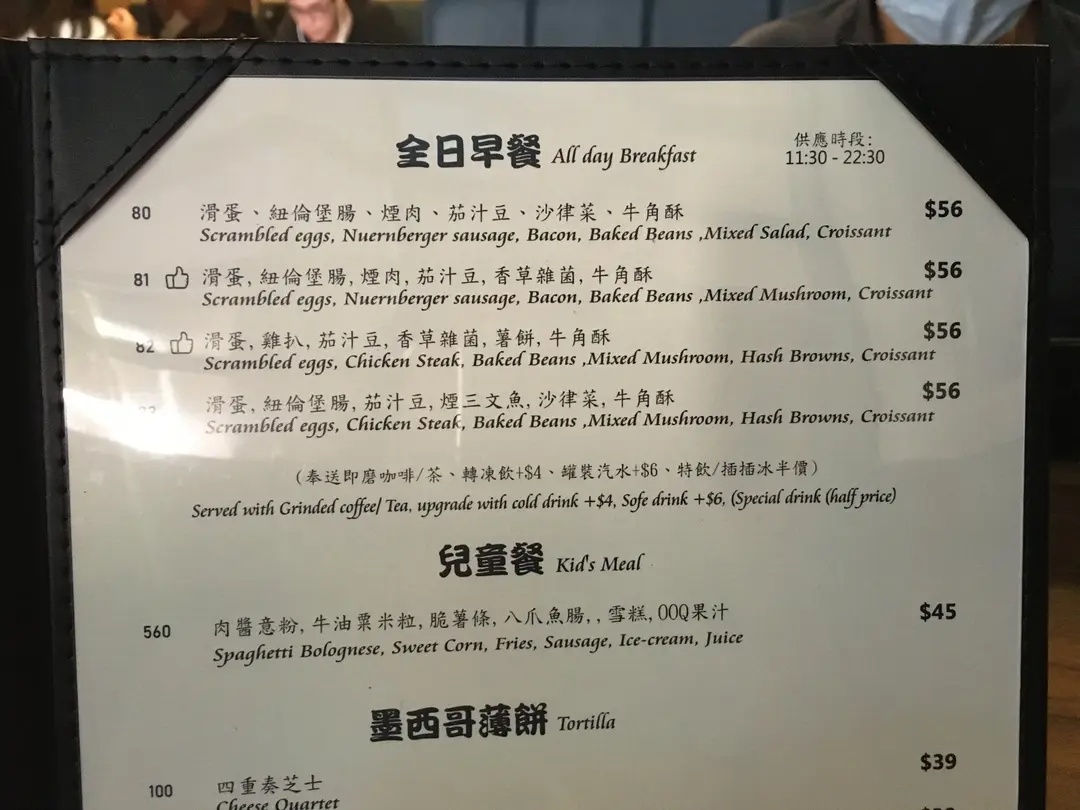 全日早餐 All day Breakfast
供應時段:
11:30 - 22:30
80 滑蛋、紐倫堡腸、煙肉、茄汁豆、沙律菜、牛角酥 $56
Scrambled eggs, Nuernberger sausage, Bacon, Baked Beans ,Mixed Salad, Croissant
81 滑蛋, 紐倫堡腸, 煙肉, 茄汁豆, 香草雜菌, 牛角酥 $56
Scrambled eggs, Nuernberger sausage, Bacon, Baked Beans ,Mixed Mushroom, Croissant
82 滑蛋, 雞扒, 茄汁豆, 香草雜菌, 薯餅, 牛角酥 $56
Scrambled eggs, Chicken Steak, Baked Beans ,Mixed Mushroom, Hash Browns, Croissant
滑蛋, 紐倫堡腸, 茄汁豆, 煙三文魚, 沙律菜, 牛角酥 $56
Scrambled eggs, Chicken Steak, Baked Beans ,Mixed Mushroom, Hash Browns, Croissant
(奉送即磨咖啡/茶、轉凍飲+$4、罐裝汽水+$6、特飲/插插冰半價)
Served with Grinded coffee/ Tea, upgrade with cold drink +$4, Sofe drink +$6, (Special drink (half price)
兒童餐 Kid's Meal
560 肉醬意粉, 牛油粟米粒, 脆薯條, 八爪魚腸, , 雪糕, OOQ果汁 $45
Spaghetti Bolognese, Sweet Corn, Fries, Sausage, Ice-cream, Juice
墨西哥薄餅 Tortilla
100 四重奏芝士 $39
Cheese Quartet